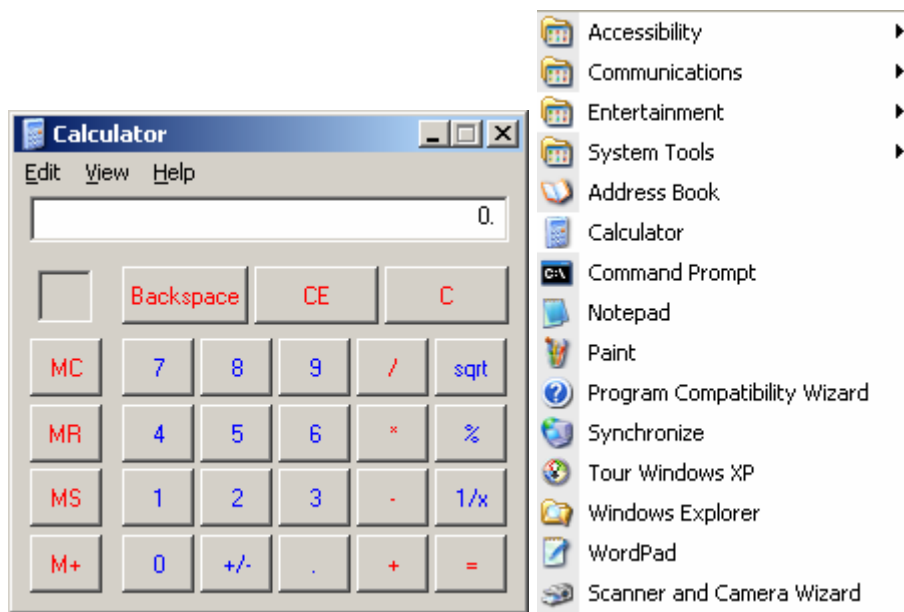 Calculator
Edit View Help
0.
Backspace CE C
MC 7 8 9 / sqrt
MR 4 5 6 * %
MS 1 2 3 - 1/x
M+ 0 +/- . + =
Accessibility
Communications
Entertainment
System Tools
Address Book
Calculator
C:\
Command Prompt
Notepad
Paint
Program Compatibility Wizard
Synchronize
Tour Windows XP
Windows Explorer
WordPad
Scanner and Camera Wizard